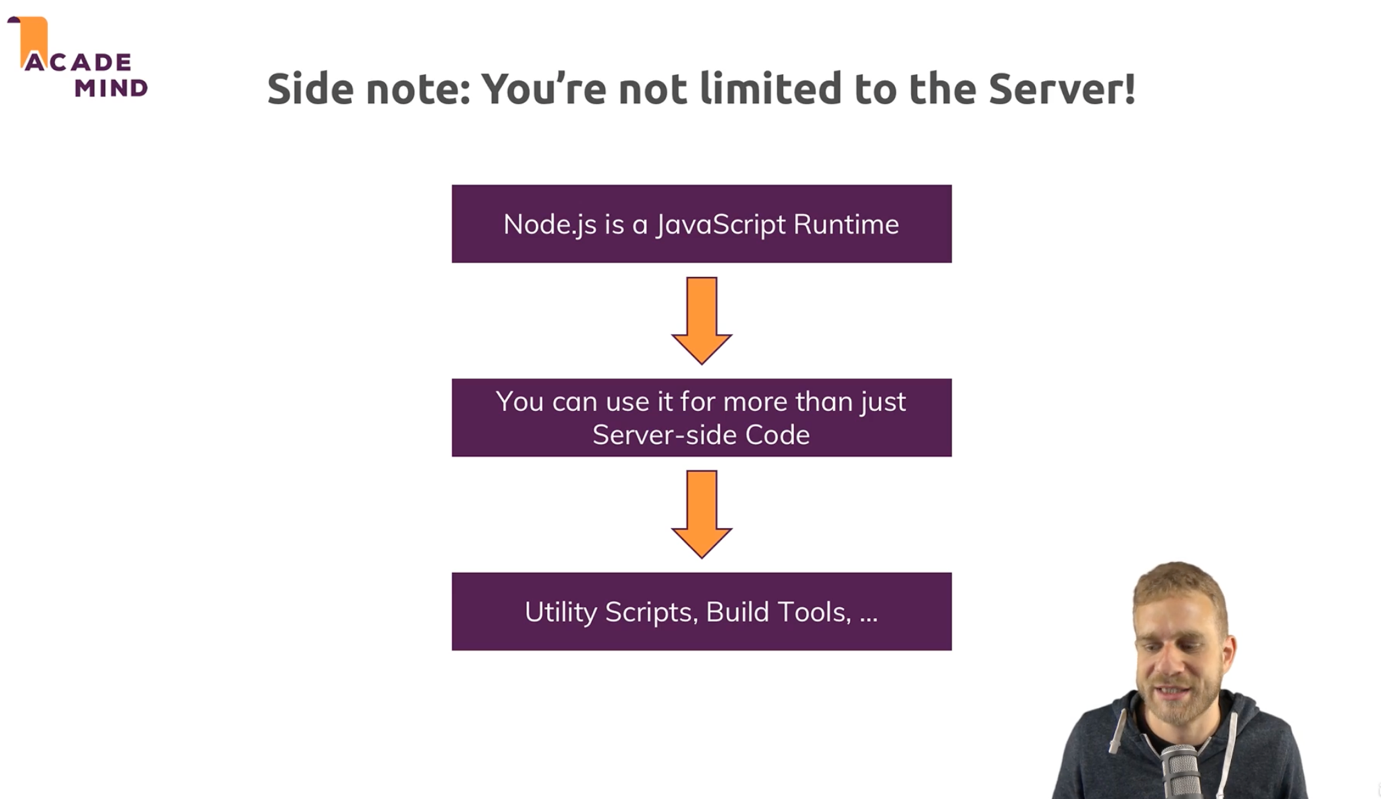 ACADE
MIND
Side note: You’re not limited to the Server!
Node.js is a JavaScript Runtime
You can use it for more than just
Server-side Code
Utility Scripts, Build Tools, ...